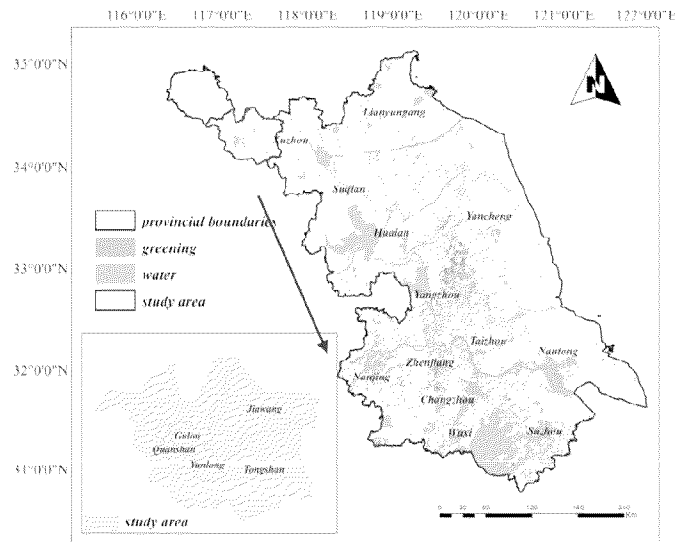 116°0'0"E 117°0'0"E 118°0'0"E 119°0'0"E 120°0'0"E 121°0'0"E 122°0'0"E
35°0'0"N
N
Lianyungang
uzhou
34°0'0"N
Suqian
provincial boundaries
Yancheng
Huaian
greening
water
33°0'0"N
study area
Yangzhou
Taizhou
Nantong
32°0'0"N
Zhenjiang
Nanjing
Changzhou
Jiawang
Wuxi
Suzhou
Gulou
Quanshan
31°0'0"N
Yunlong
Tongshan
study area
Km